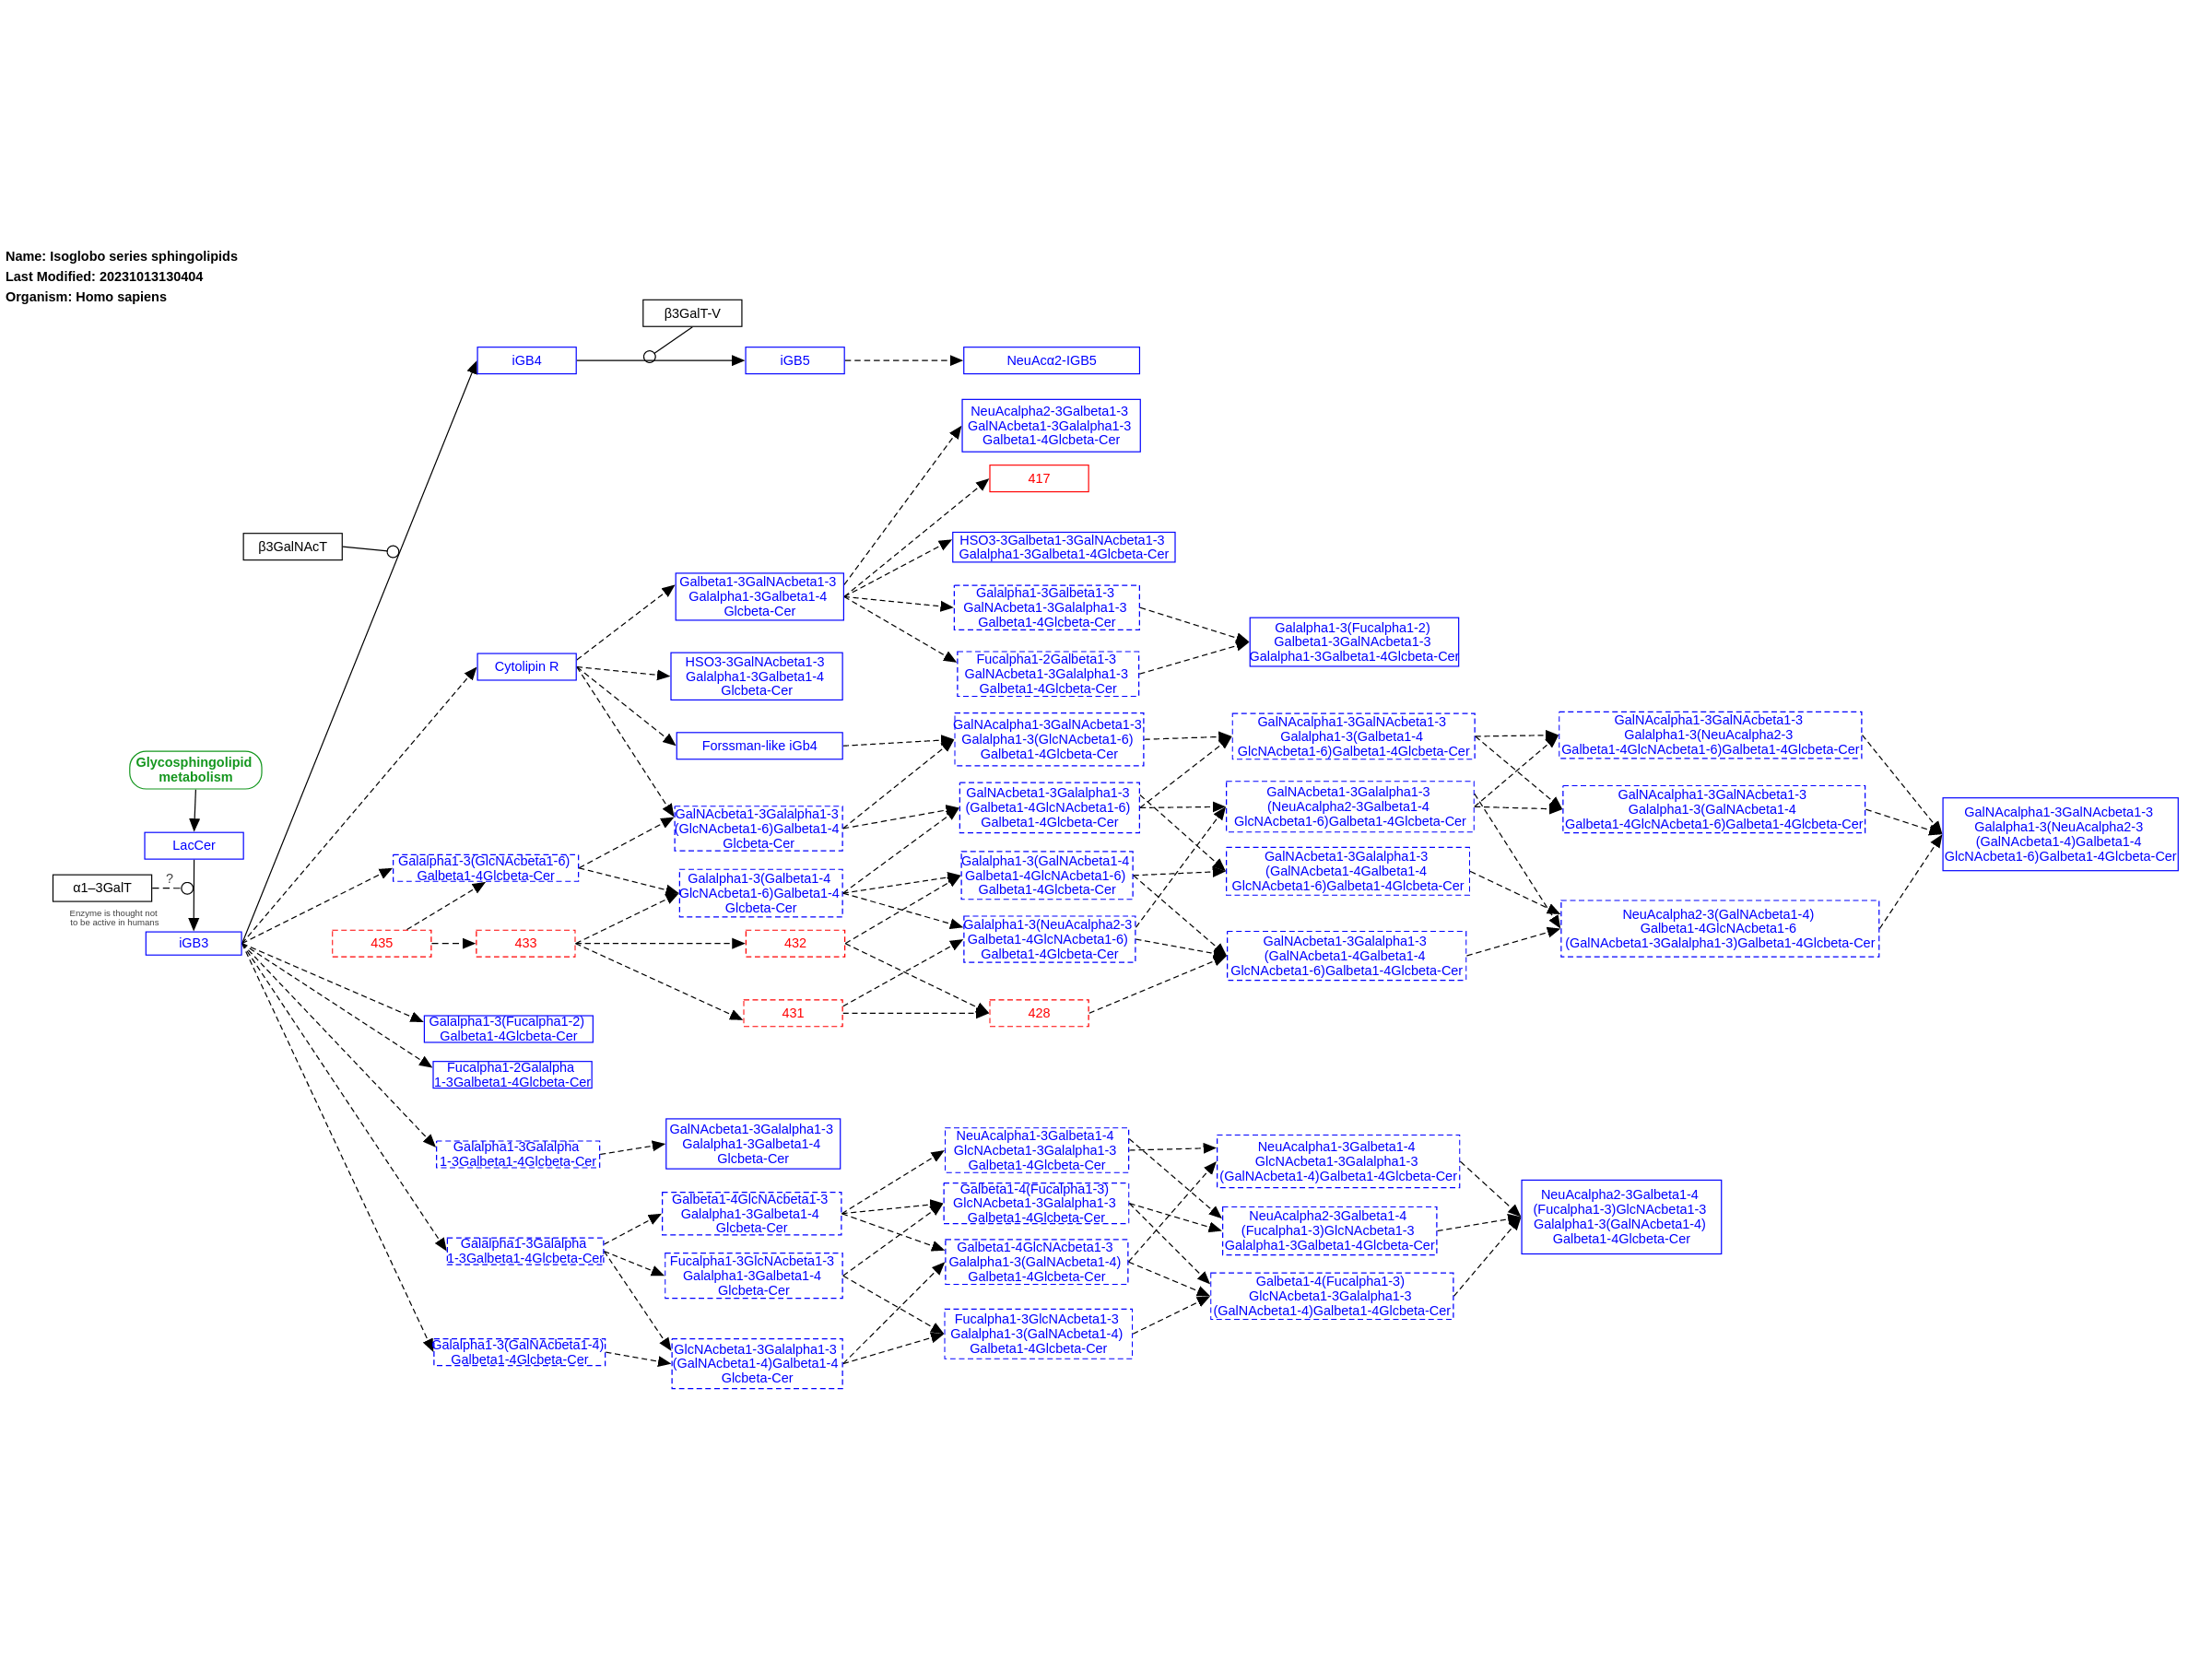 Name: Isoglobo series sphingolipids
Last Modified: 20231013130404
Organism: Homo sapiens
β3GalT-V
iGB4
iGB5
NeuAcα2-IGB5
NeuAcalpha2-3Galbeta1-3
GalNAcbeta1-3Galalpha1-3
Galbeta1-4Glcbeta-Cer
417
β3GalNAcT
HSO3-3Galbeta1-3GalNAcbeta1-3
Galalpha1-3Galbeta1-4Glcbeta-Cer
Galbeta1-3GalNAcbeta1-3
Galalpha1-3Galbeta1-4
Glcbeta-Cer
Galalpha1-3Galbeta1-3
GalNAcbeta1-3Galalpha1-3
Galbeta1-4Glcbeta-Cer
Galalpha1-3(Fucalpha1-2)
Galbeta1-3GalNAcbeta1-3
Galalpha1-3Galbeta1-4Glcbeta-Cer
Cytolipin R
HSO3-3GalNAcbeta1-3
Galalpha1-3Galbeta1-4
Glcbeta-Cer
Fucalpha1-2Galbeta1-3
GalNAcbeta1-3Galalpha1-3
Galbeta1-4Glcbeta-Cer
Forssman-like iGb4
GalNAcalpha1-3GalNAcbeta1-3
Galalpha1-3(GlcNAcbeta1-6)
Galbeta1-4Glcbeta-Cer
GalNAcalpha1-3GalNAcbeta1-3
Galalpha1-3(Galbeta1-4
GlcNAcbeta1-6)Galbeta1-4Glcbeta-Cer
GalNAcalpha1-3GalNAcbeta1-3
Galalpha1-3(NeuAcalpha2-3
Galbeta1-4GlcNAcbeta1-6)Galbeta1-4Glcbeta-Cer
Glycosphingolipid
metabolism
GalNAcbeta1-3Galalpha1-3
(GlcNAcbeta1-6)Galbeta1-4
Glcbeta-Cer
GalNAcbeta1-3Galalpha1-3
(Galbeta1-4GlcNAcbeta1-6)
Galbeta1-4Glcbeta-Cer
GalNAcbeta1-3Galalpha1-3
(NeuAcalpha2-3Galbeta1-4
GlcNAcbeta1-6)Galbeta1-4Glcbeta-Cer
GalNAcalpha1-3GalNAcbeta1-3
Galalpha1-3(GalNAcbeta1-4
Galbeta1-4GlcNAcbeta1-6)Galbeta1-4Glcbeta-Cer
GalNAcalpha1-3GalNAcbeta1-3
Galalpha1-3(NeuAcalpha2-3
(GalNAcbeta1-4)Galbeta1-4
GlcNAcbeta1-6)Galbeta1-4Glcbeta-Cer
LacCer
α1–3GalT
?
Enzyme is thought not
to be active in humans
iGB3
Galalpha1-3(GlcNAcbeta1-6)
Galbeta1-4Glcbeta-Cer
Galalpha1-3(Galbeta1-4
GlcNAcbeta1-6)Galbeta1-4
Glcbeta-Cer
Galalpha1-3(GalNAcbeta1-4
Galbeta1-4GlcNAcbeta1-6)
Galbeta1-4Glcbeta-Cer
GalNAcbeta1-3Galalpha1-3
(GalNAcbeta1-4Galbeta1-4
GlcNAcbeta1-6)Galbeta1-4Glcbeta-Cer
435
433
432
Galalpha1-3(NeuAcalpha2-3
Galbeta1-4GlcNAcbeta1-6)
Galbeta1-4Glcbeta-Cer
GalNAcbeta1-3Galalpha1-3
(GalNAcbeta1-4Galbeta1-4
GlcNAcbeta1-6)Galbeta1-4Glcbeta-Cer
NeuAcalpha2-3(GalNAcbeta1-4)
Galbeta1-4GlcNAcbeta1-6
(GalNAcbeta1-3Galalpha1-3)Galbeta1-4Glcbeta-Cer
431
428
Galalpha1-3(Fucalpha1-2)
Galbeta1-4Glcbeta-Cer
Fucalpha1-2Galalpha
1-3Galbeta1-4Glcbeta-Cer
Galalpha1-3Galalpha
1-3Galbeta1-4Glcbeta-Cer
GalNAcbeta1-3Galalpha1-3
Galalpha1-3Galbeta1-4
Glcbeta-Cer
NeuAcalpha1-3Galbeta1-4
GlcNAcbeta1-3Galalpha1-3
Galbeta1-4Glcbeta-Cer
NeuAcalpha1-3Galbeta1-4
GlcNAcbeta1-3Galalpha1-3
(GalNAcbeta1-4)Galbeta1-4Glcbeta-Cer
Galbeta1-4GlcNAcbeta1-3
Galalpha1-3Galbeta1-4
Glcbeta-Cer
Galbeta1-4(Fucalpha1-3)
GlcNAcbeta1-3Galalpha1-3
Galbeta1-4Glcbeta-Cer
NeuAcalpha2-3Galbeta1-4
(Fucalpha1-3)GlcNAcbeta1-3
Galalpha1-3Galbeta1-4Glcbeta-Cer
NeuAcalpha2-3Galbeta1-4
(Fucalpha1-3)GlcNAcbeta1-3
Galalpha1-3(GalNAcbeta1-4)
Galbeta1-4Glcbeta-Cer
Galalpha1-3Galalpha
1-3Galbeta1-4Glcbeta-Cer
Fucalpha1-3GlcNAcbeta1-3
Galalpha1-3Galbeta1-4
Glcbeta-Cer
Galbeta1-4GlcNAcbeta1-3
Galalpha1-3(GalNAcbeta1-4)
Galbeta1-4Glcbeta-Cer
Galbeta1-4(Fucalpha1-3)
GlcNAcbeta1-3Galalpha1-3
(GalNAcbeta1-4)Galbeta1-4Glcbeta-Cer
Galalpha1-3(GalNAcbeta1-4)
Galbeta1-4Glcbeta-Cer
GlcNAcbeta1-3Galalpha1-3
(GalNAcbeta1-4)Galbeta1-4
Glcbeta-Cer
Fucalpha1-3GlcNAcbeta1-3
Galalpha1-3(GalNAcbeta1-4)
Galbeta1-4Glcbeta-Cer